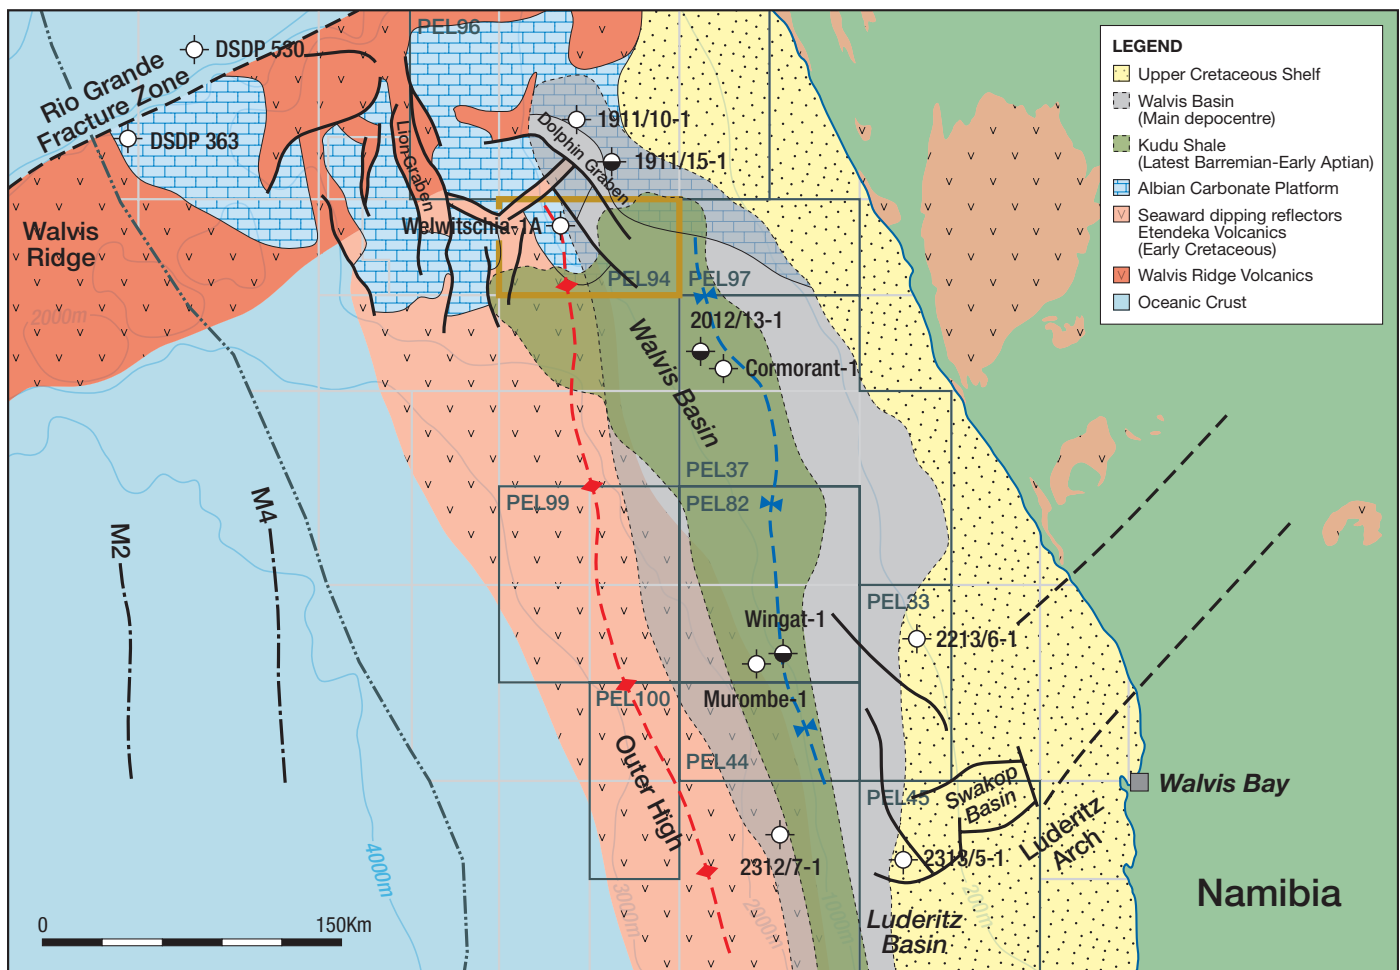 PEL96
DSDP 530
Rio Grande
Fracture Zone
DSDP 363
Walvis
Ridge
2000m
Lion Graben
Dolphin Graben
1911/10-1
1911/15-1
Welwitschia-1A
PEL94
PEL97
2012/13-1
Cormorant-1
Walvis Basin
PEL37
PEL99
PEL82
M2
M4
PEL33
Wingat-1
2213/6-1
Murombe-1
PEL100
PEL44
Outer High
PEL45
Swakop
Basin
Luderitz
Arch
Walvis Bay
2312/7-1
2313/5-1
4000m
3000m
2000m
1000m
200m
Luderitz
Basin
Namibia
0
150Km
LEGEND
Upper Cretaceous Shelf
Walvis Basin
(Main depocentre)
Kudu Shale
(Latest Barremian-Early Aptian)
Albian Carbonate Platform
Seaward dipping reflectors
Etendeka Volcanics
(Early Cretaceous)
Walvis Ridge Volcanics
Oceanic Crust